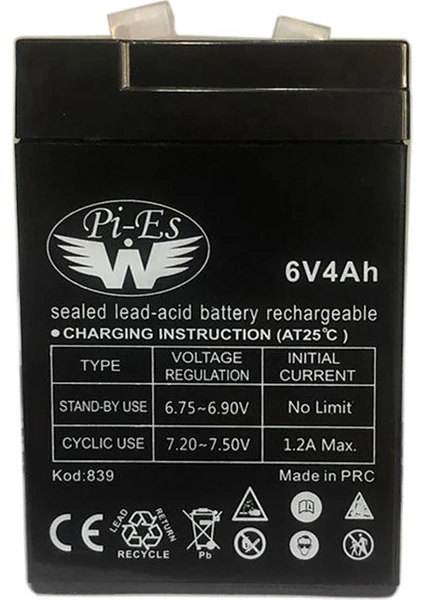 Pi-Es
W
6V4Ah
sealed lead-acid battery rechargeable
●CHARGING INSTRUCTION (AT25℃)
TYPE VOLTAGE REGULATION INITIAL CURRENT
STAND-BY USE 6.75~6.90V No Limit
CYCLIC USE 7.20~7.50V 1.2A Max.
Kod:839 Made in PRC
CE LEAD RETURN RECYCLE Pb